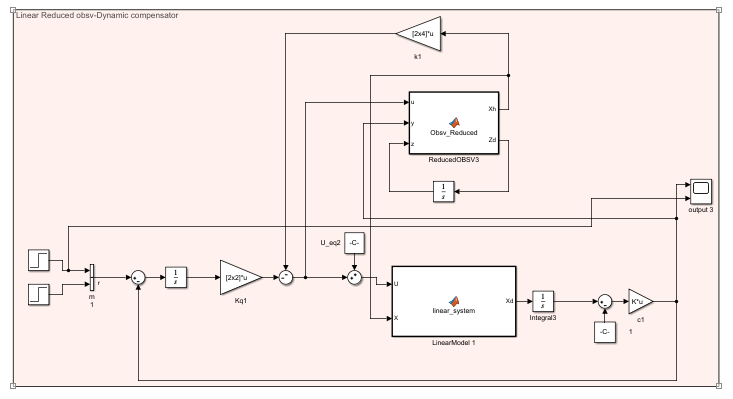 Linear Reduced obsv-Dynamic compensator
[2x4]*u
k1
u
y
z
Xh
Zd
Obsv_Reduced
ReducedOBSV3
1
s
output 3
U_eq2
-C-
r
m
1
1
s
[2x2]*u
Kq1
U
X
Xd
linear_system
LinearModel 1
1
s
Integral3
-C-
K*u
c1
1